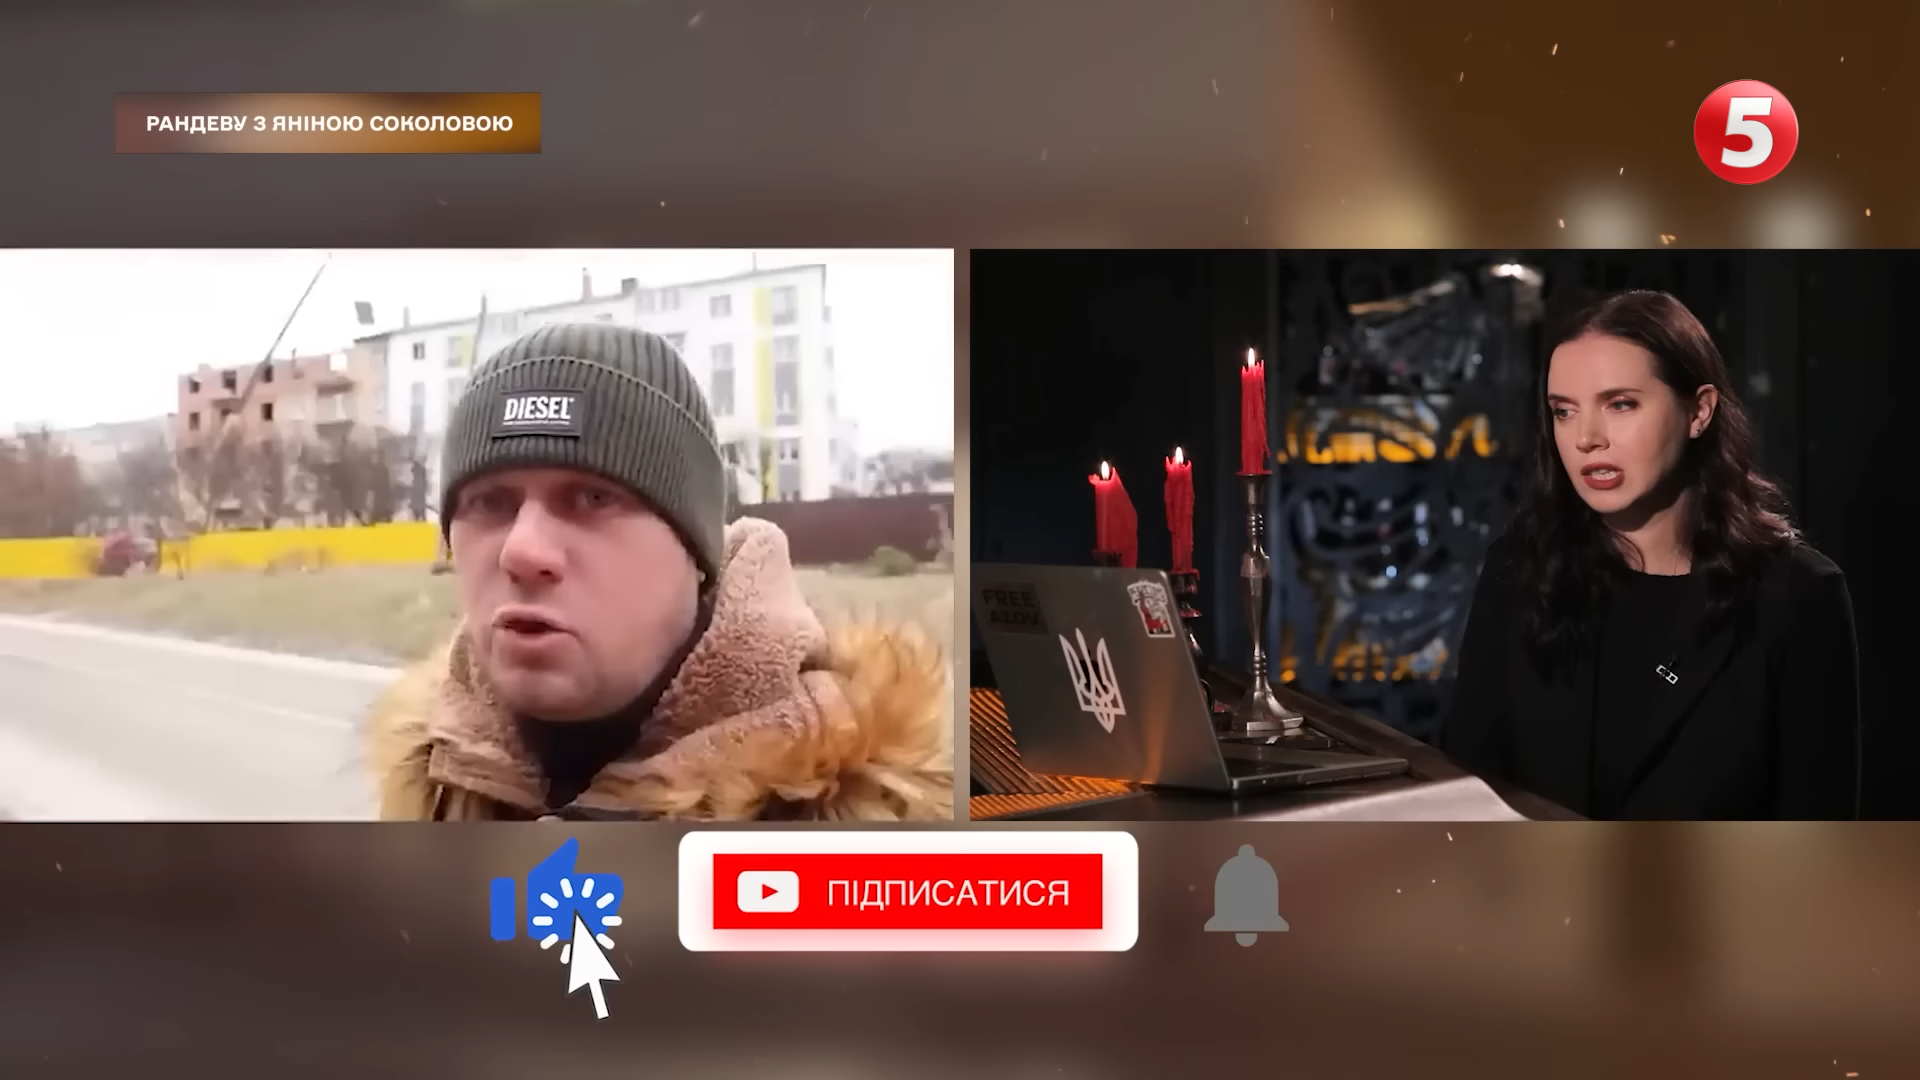 РАНДЕВУ З ЯНІНОЮ СОКОЛОВОЮ
5
DIESEL
FREE
AZOV
ПІДПИСАТИСЯ